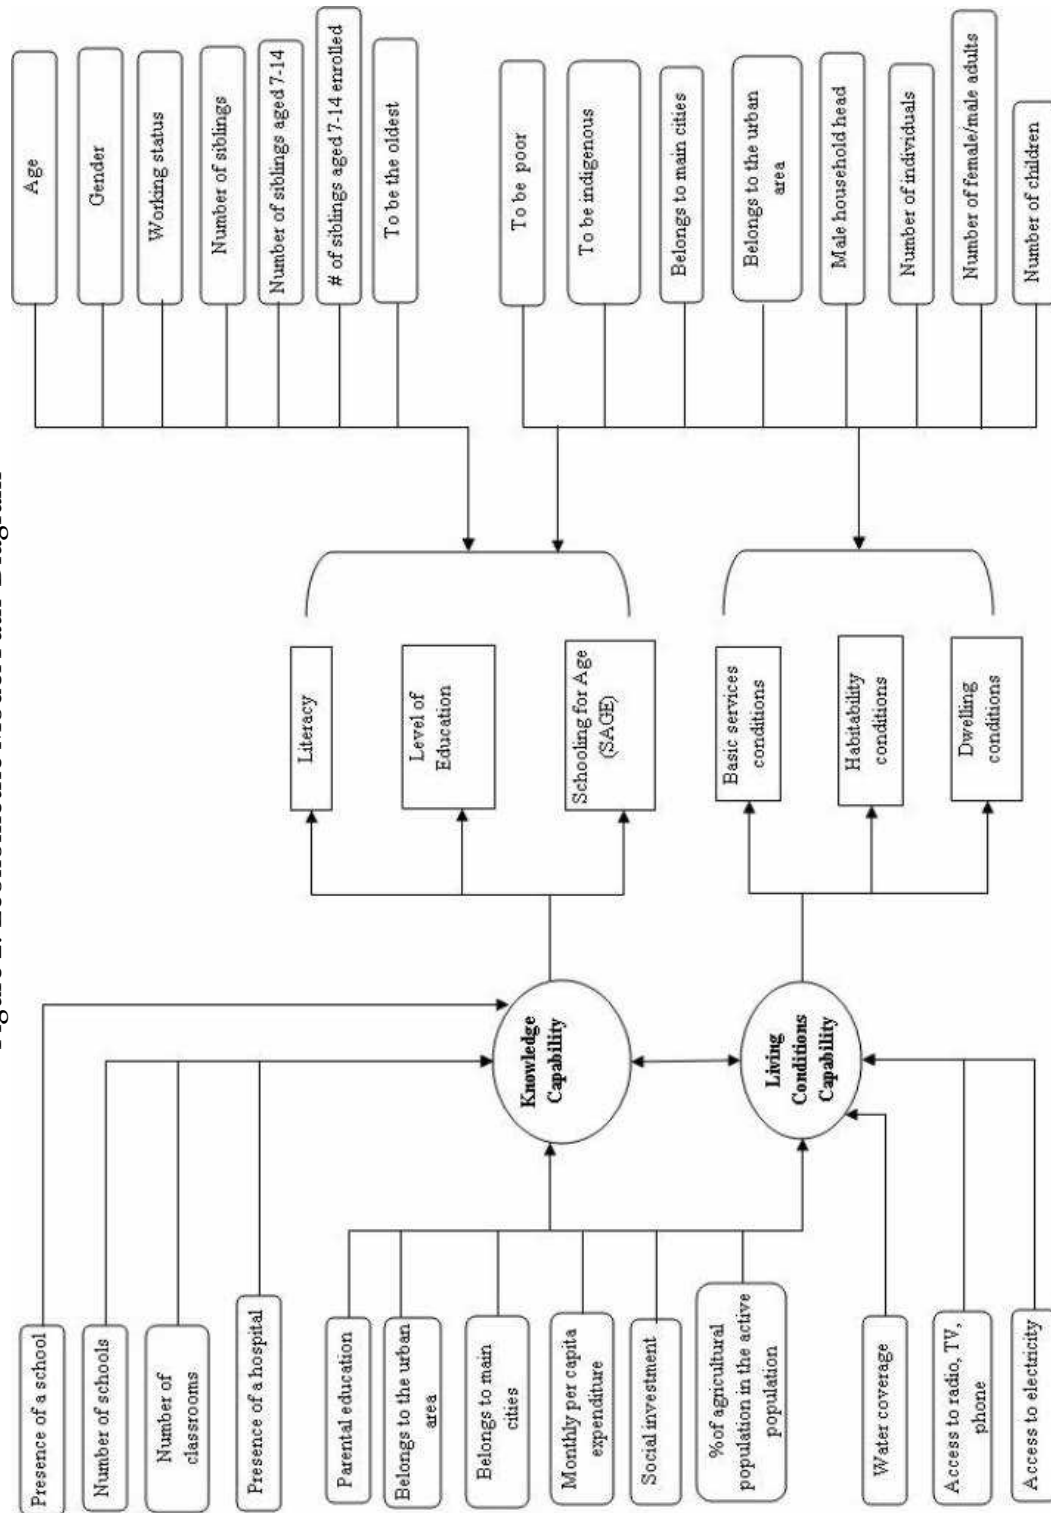 Figure Econometric Model Path Diagram
Presence of a school
Number of schools
Number of
classrooms
Presence of a hospital
Parental education
Belongs to the urban
area
Belongs to main
cities
Monthly per capita
expenditure
Social investment
% of agricultural
population in the active
population
Water coverage
Access to radio, TV,
phone
Access to electricity
Knowledge
Capability
Living
Conditions
Capability
Literacy
Level of
Education
Schooling for Age
(SAGE)
Basic services
conditions
Habitability
conditions
Dwelling
conditions
Age
Gender
Working status
Number of siblings
Number of siblings aged 7-14
# of siblings aged 7-14 enrolled
To be the oldest
To be poor
To be indigenous
Belongs to main cities
Belongs to the urban
area
Male household head
Number of individuals
Number of female/male adults
Number of children